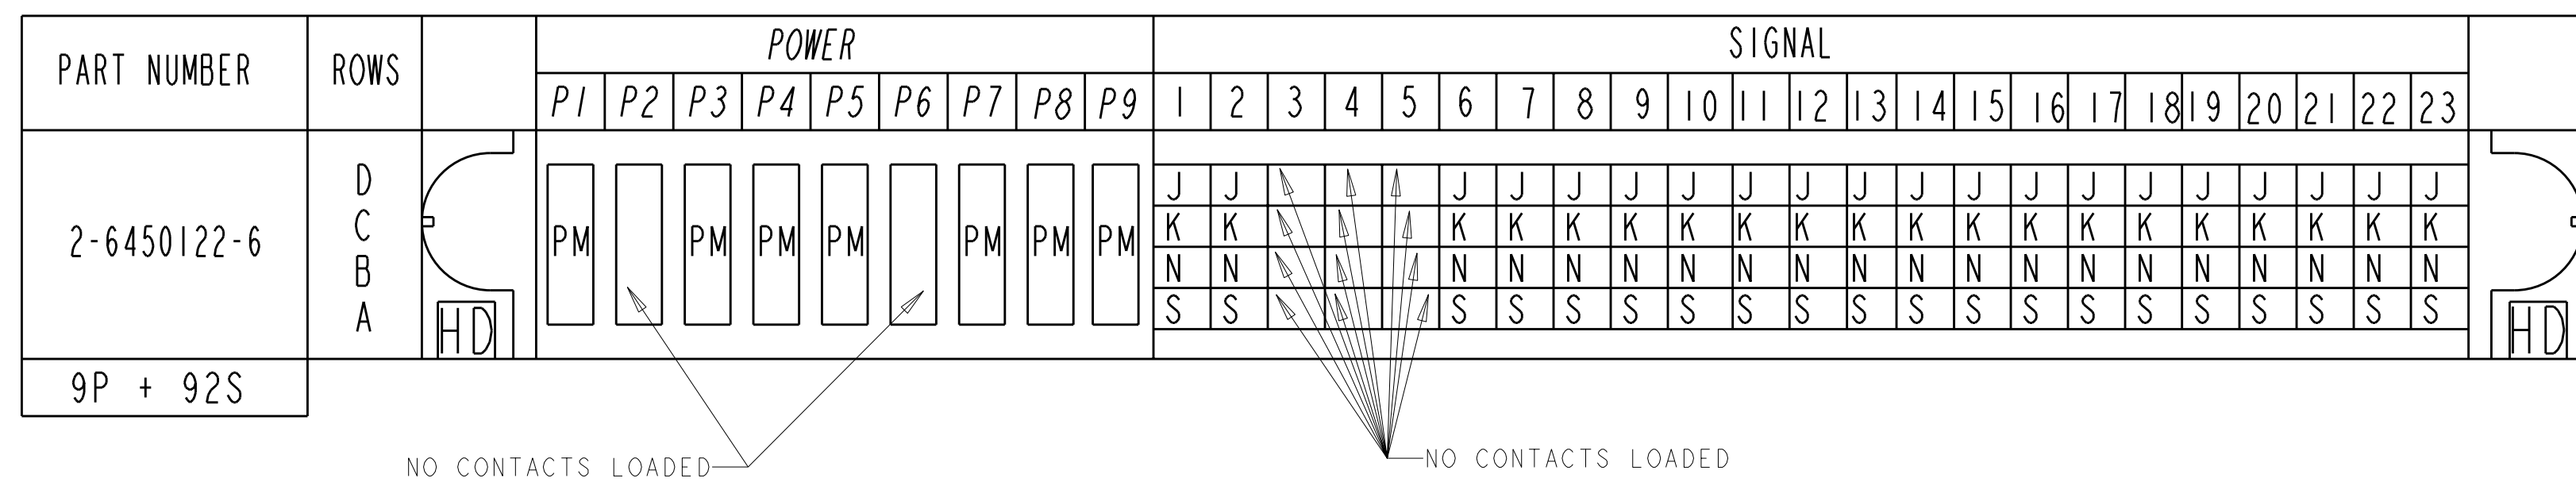 PART NUMBER ROWS POWER SIGNAL
P1 P2 P3 P4 P5 P6 P7 P8 P9 1 2 3 4 5 6 7 8 9 10 11 12 13 14 15 16 17 18 19 20 21 22 23
D J J J J J J J J J J J J J J J J J J J J
C K K K K K K K K K K K K K K K K K K K K
2-6450122-6 PM PM PM PM PM PM PM
B N N N N N N N N N N N N N N N N N N N N
A S S S S S S S S S S S S S S S S S S S S
HD HD
9P + 92S
NO CONTACTS LOADED NO CONTACTS LOADED